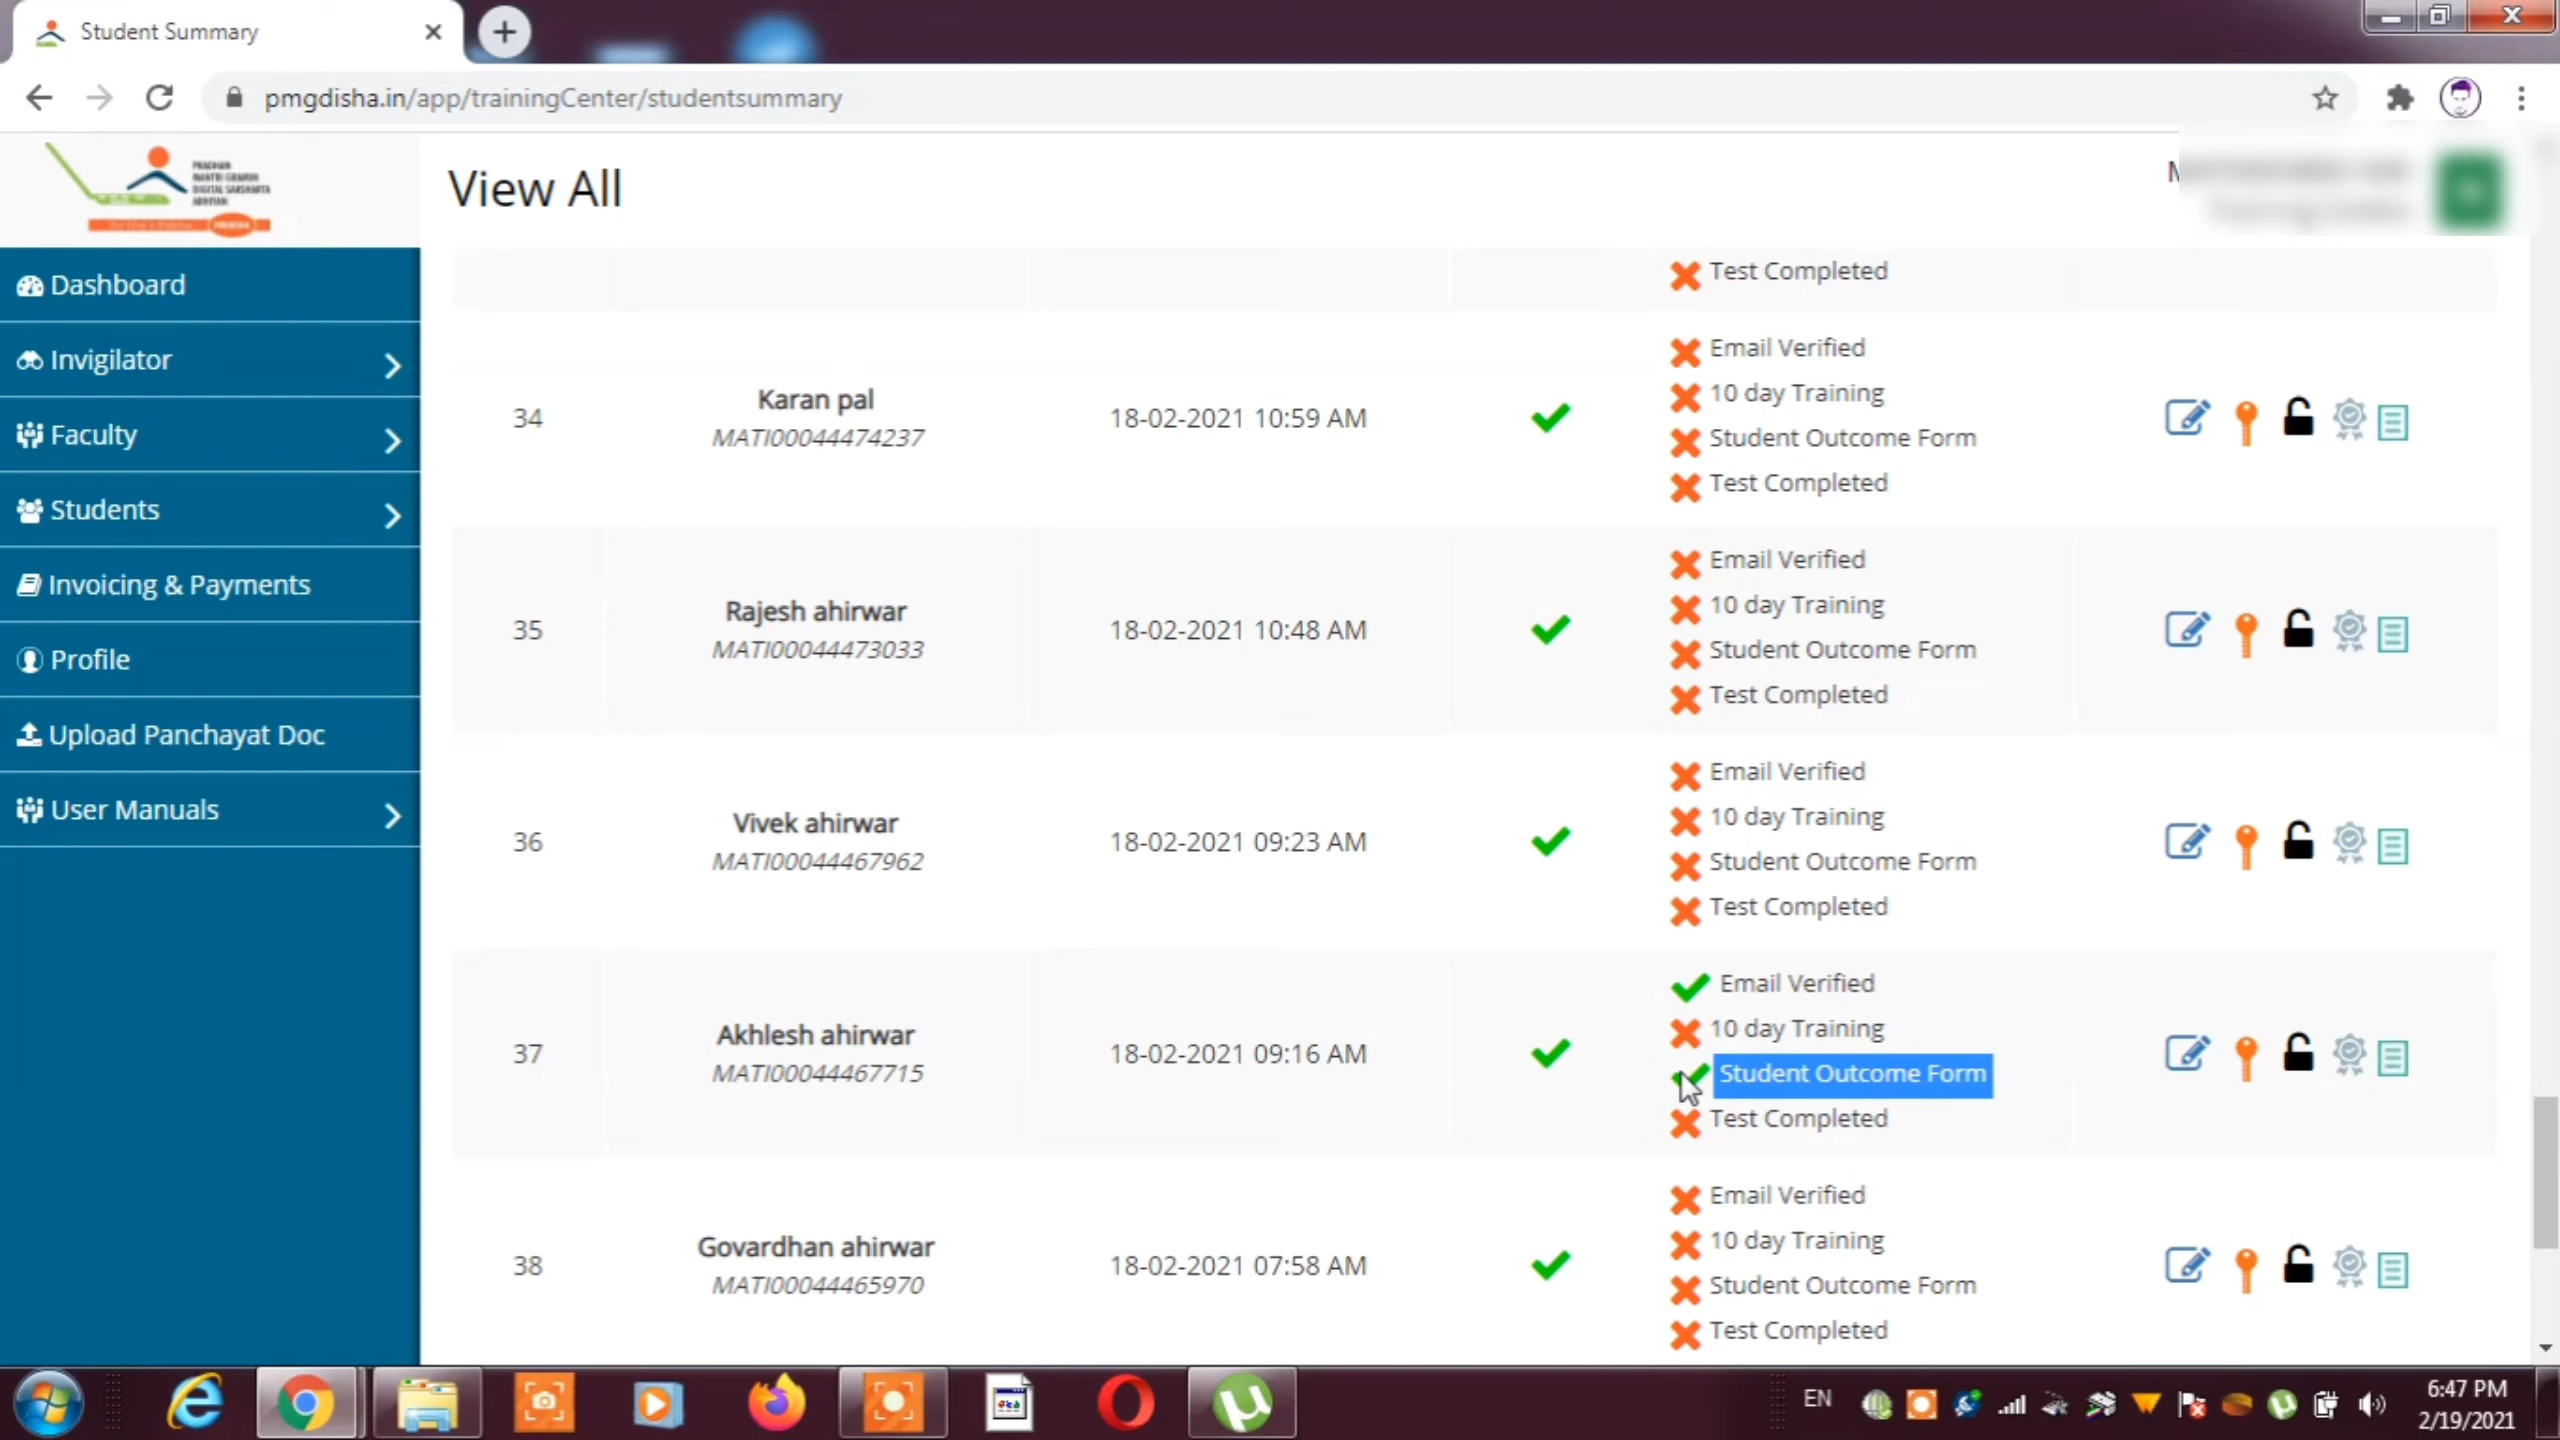 Student Summary
pmgdisha.in/app/trainingCenter/studentsummary
PRADHAN
MANTRI GRAMIN
DIGITAL SAKSHARTA
ABHIYAN
View All
Dashboard
Invigilator
Faculty
Students
Invoicing & Payments
Profile
Upload Panchayat Doc
User Manuals
Test Completed
34
Karan pal
MATI00044474237
18-02-2021 10:59 AM
Email Verified
10 day Training
Student Outcome Form
Test Completed
35
Rajesh ahirwar
MATI00044473033
18-02-2021 10:48 AM
Email Verified
10 day Training
Student Outcome Form
Test Completed
36
Vivek ahirwar
MATI00044467962
18-02-2021 09:23 AM
Email Verified
10 day Training
Student Outcome Form
Test Completed
37
Akhlesh ahirwar
MATI00044467715
18-02-2021 09:16 AM
Email Verified
10 day Training
Student Outcome Form
Test Completed
38
Govardhan ahirwar
MATI00044465970
18-02-2021 07:58 AM
Email Verified
10 day Training
Student Outcome Form
Test Completed
EN
6:47 PM
2/19/2021